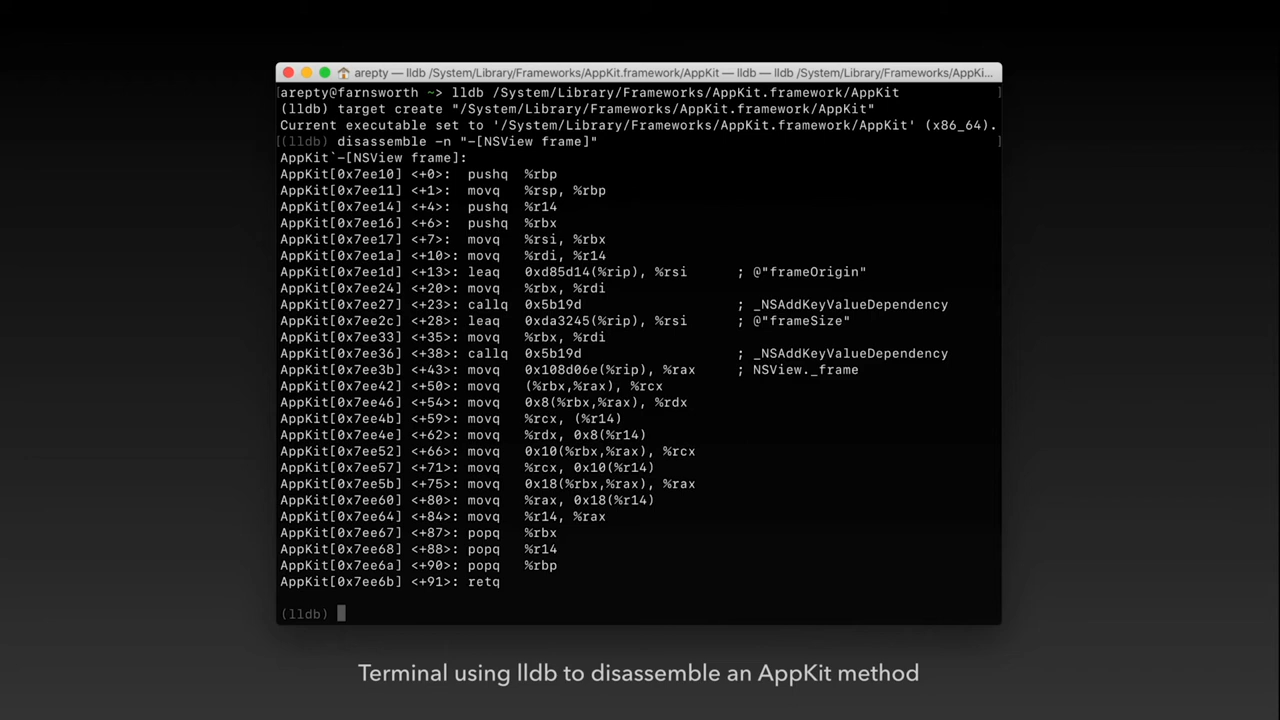 arepty — lldb /System/Library/Frameworks/AppKit.framework/AppKit — lldb — lldb /System/Library/Frameworks/AppKi...
[arepty@farnsworth ~> lldb /System/Library/Frameworks/AppKit.framework/AppKit ]
(lldb) target create "/System/Library/Frameworks/AppKit.framework/AppKit"
Current executable set to '/System/Library/Frameworks/AppKit.framework/AppKit' (x86_64).
[(lldb) disassemble -n "-[NSView frame]" ]
AppKit`-[NSView frame]:
AppKit[0x7ee10] <+0>: pushq %rbp
AppKit[0x7ee11] <+1>: movq %rsp, %rbp
AppKit[0x7ee14] <+4>: pushq %r14
AppKit[0x7ee16] <+6>: pushq %rbx
AppKit[0x7ee17] <+7>: movq %rsi, %rbx
AppKit[0x7ee1a] <+10>: movq %rdi, %r14
AppKit[0x7ee1d] <+13>: leaq 0xd85d14(%rip), %rsi ; @"frameOrigin"
AppKit[0x7ee24] <+20>: movq %rbx, %rdi
AppKit[0x7ee27] <+23>: callq 0x5b19d ; _NSAddKeyValueDependency
AppKit[0x7ee2c] <+28>: leaq 0xda3245(%rip), %rsi ; @"frameSize"
AppKit[0x7ee33] <+35>: movq %rbx, %rdi
AppKit[0x7ee36] <+38>: callq 0x5b19d ; _NSAddKeyValueDependency
AppKit[0x7ee3b] <+43>: movq 0x108d06e(%rip), %rax ; NSView._frame
AppKit[0x7ee42] <+50>: movq (%rbx,%rax), %rcx
AppKit[0x7ee46] <+54>: movq 0x8(%rbx,%rax), %rdx
AppKit[0x7ee4b] <+59>: movq %rcx, (%r14)
AppKit[0x7ee4e] <+62>: movq %rdx, 0x8(%r14)
AppKit[0x7ee52] <+66>: movq 0x10(%rbx,%rax), %rcx
AppKit[0x7ee57] <+71>: movq %rcx, 0x10(%r14)
AppKit[0x7ee5b] <+75>: movq 0x18(%rbx,%rax), %rax
AppKit[0x7ee60] <+80>: movq %rax, 0x18(%r14)
AppKit[0x7ee64] <+84>: movq %r14, %rax
AppKit[0x7ee67] <+87>: popq %rbx
AppKit[0x7ee68] <+88>: popq %r14
AppKit[0x7ee6a] <+90>: popq %rbp
AppKit[0x7ee6b] <+91>: retq
(lldb)
Terminal using lldb to disassemble an AppKit method